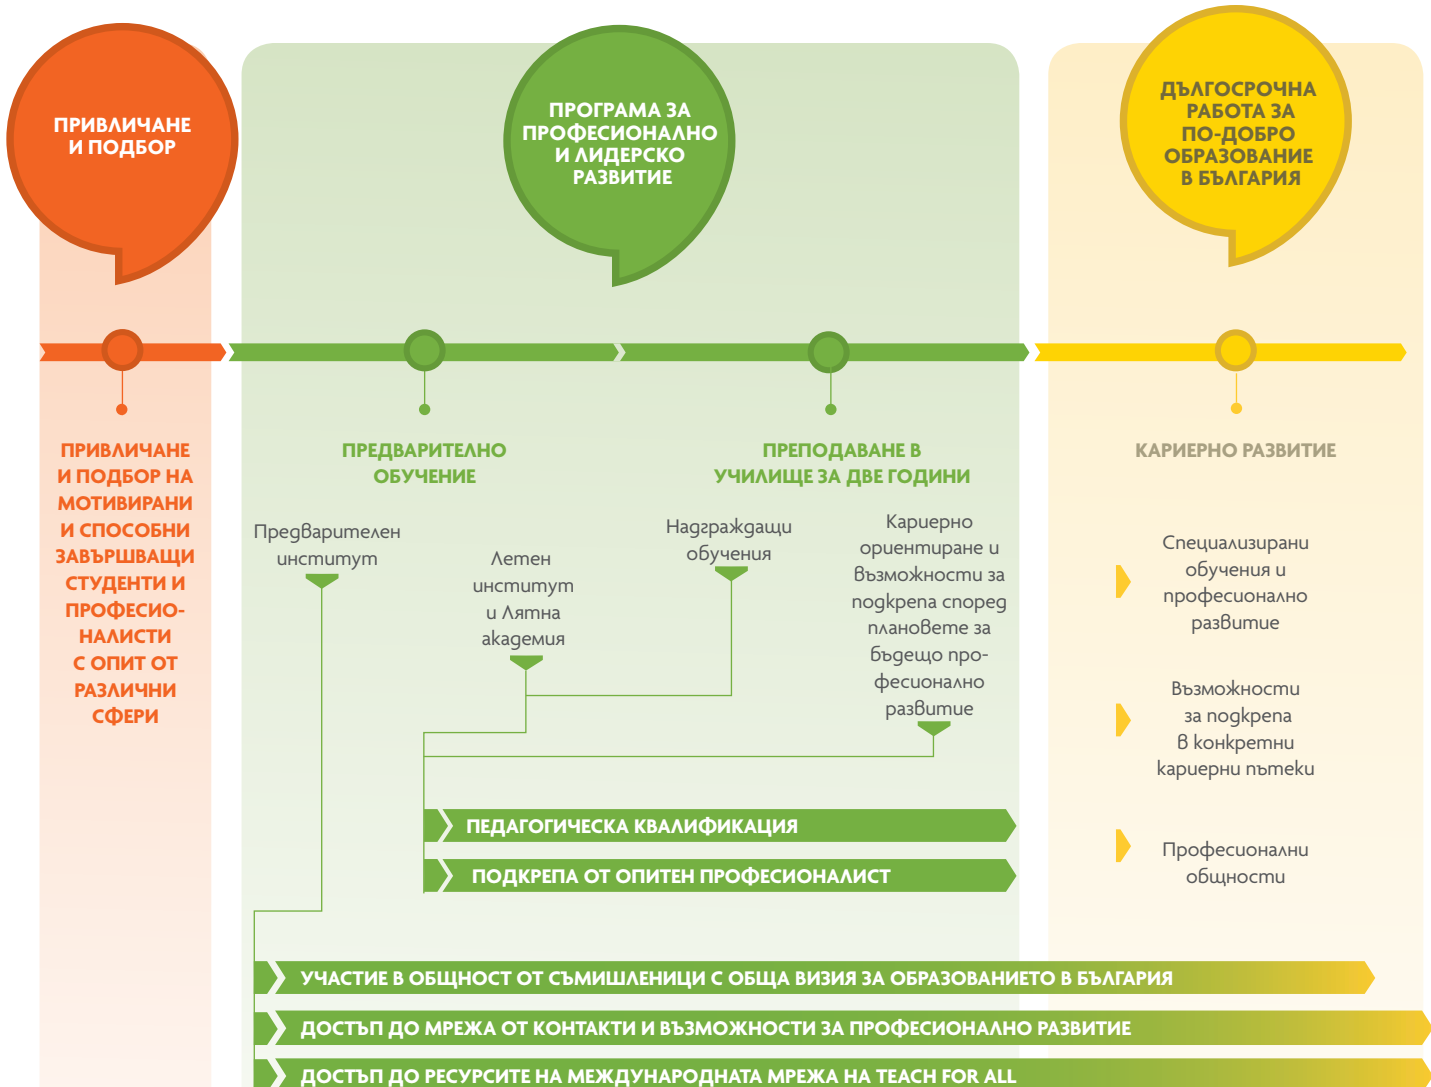 ПРИВЛИЧАНЕ
И ПОДБОР
ПРОГРАМА ЗА
ПРОФЕСИОНАЛНО
И ЛИДЕРСКО
РАЗВИТИЕ
ДЪЛГОСРОЧНА
РАБОТА ЗА
ПО-ДОБРО
ОБРАЗОВАНИЕ
В БЪЛГАРИЯ
ПРИВЛИЧАНЕ
И ПОДБОР НА
МОТИВИРАНИ
И СПОСОБНИ
ЗАВЪРШВАЩИ
СТУДЕНТИ И
ПРОФЕСИО-
НАЛИСТИ
С ОПИТ ОТ
РАЗЛИЧНИ
СФЕРИ
ПРЕДВАРИТЕЛНО
ОБУЧЕНИЕ
Предварителен
институт
Летен
институт
и Лятна
академия
ПРЕПОДАВАНЕ В
УЧИЛИЩЕ ЗА ДВЕ ГОДИНИ
Надграждащи
обучения
Кариерно
ориентиране и
възможности за
подкрепа според
плановете за
бъдещо про-
фесионално
развитие
КАРИЕРНО РАЗВИТИЕ
Специализирани
обучения и
професионално
развитие
Възможности
за подкрепа
в конкретни
кариерни пътеки
Професионални
общности
ПЕДАГОГИЧЕСКА КВАЛИФИКАЦИЯ
ПОДКРЕПА ОТ ОПИТЕН ПРОФЕСИОНАЛИСТ
УЧАСТИЕ В ОБЩНОСТ ОТ СЪМИШЛЕНИЦИ С ОБЩА ВИЗИЯ ЗА ОБРАЗОВАНИЕТО В БЪЛГАРИЯ
ДОСТЪП ДО МРЕЖА ОТ КОНТАКТИ И ВЪЗМОЖНОСТИ ЗА ПРОФЕСИОНАЛНО РАЗВИТИЕ
ДОСТЪП ДО РЕСУРСИТЕ НА МЕЖДУНАРОДНАТА МРЕЖА НА TEACH FOR ALL